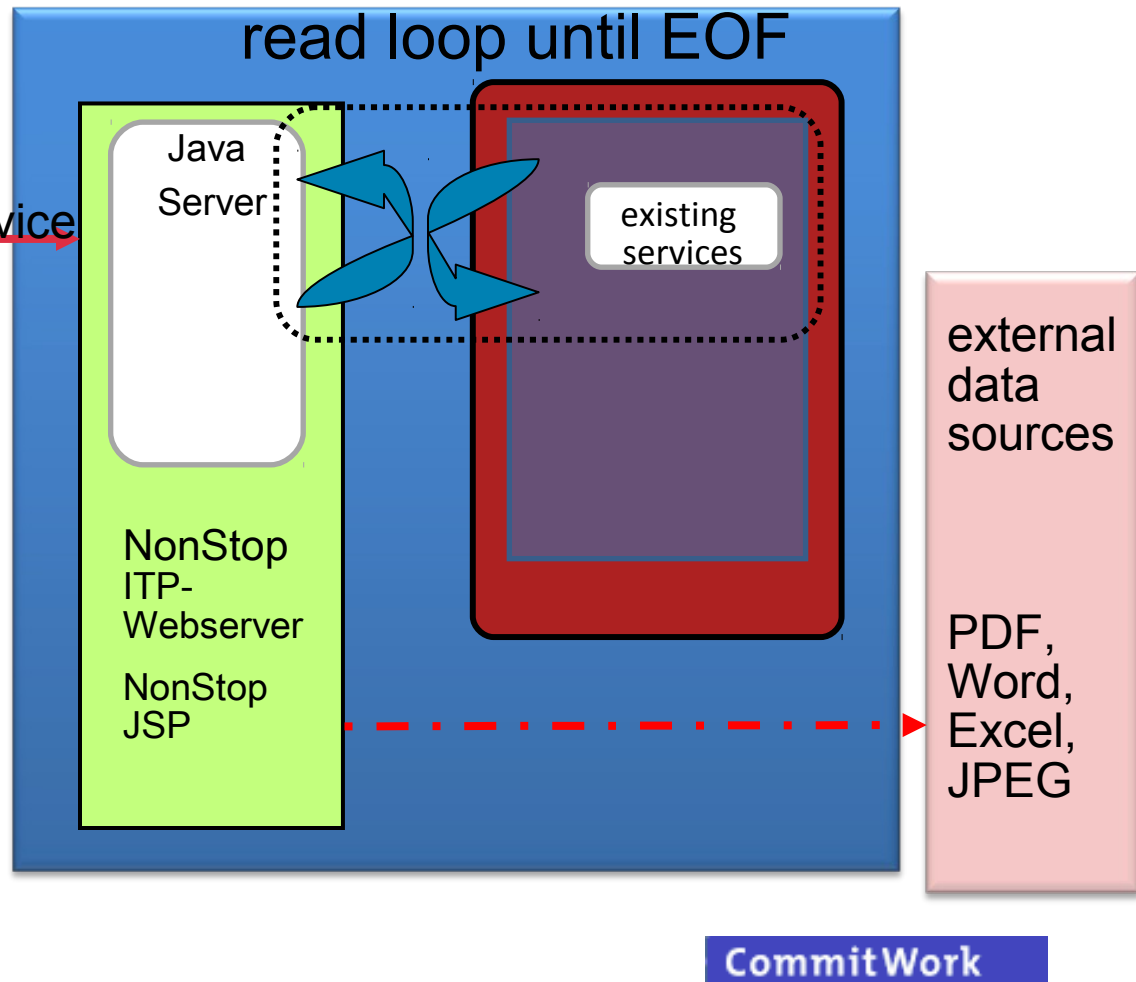 read loop until EOF
Java
Server
vice
existing
services
NonStop
ITP-
Webserver
NonStop
JSP
external
data
sources
PDF,
Word,
Excel,
JPEG
CommitWork